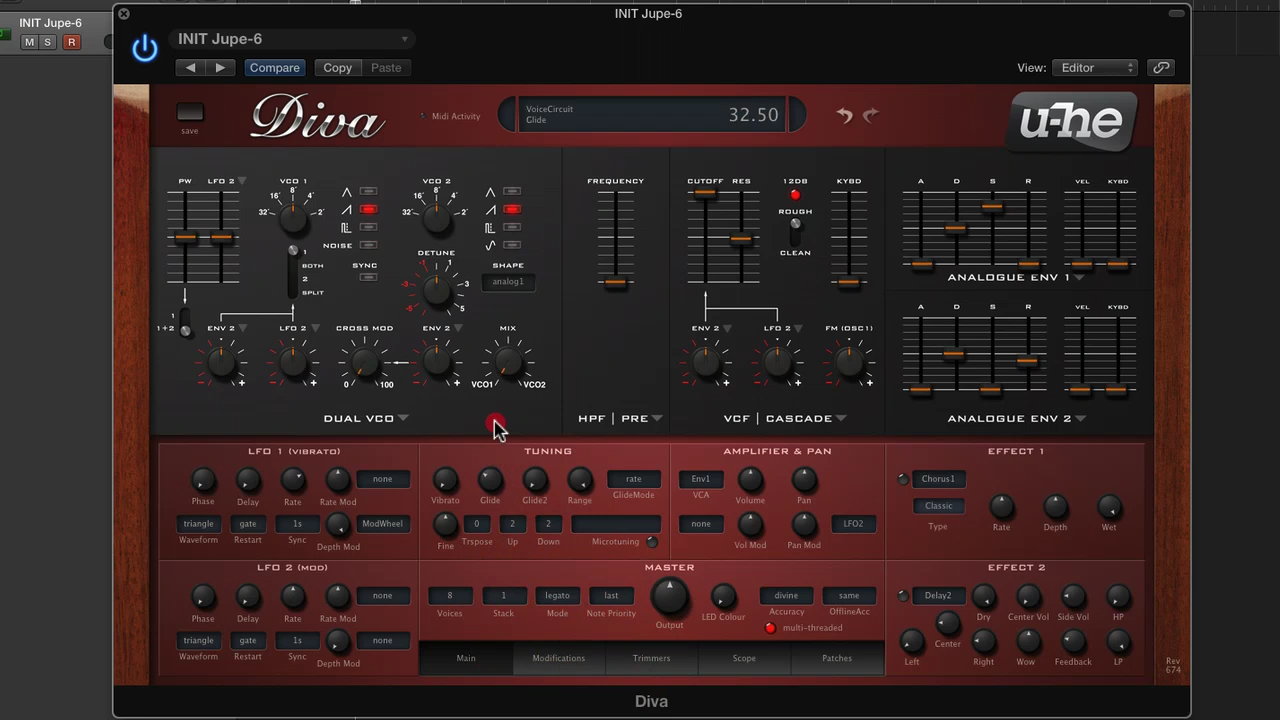 INIT Jupe-6
INIT Jupe-6
M S R
INIT Jupe-6
Compare Copy Paste
View: Editor
save
Diva
Midi Activity
VoiceCircuit
Glide
32.50
u-he
PW LFO 2 VCO 1 VCO 2
32' 16' 8' 4' 2'
32' 16' 8' 4' 2'
NOISE
1
BOTH
2
SPLIT
SYNC
DETUNE
-1 1
-3 3
-5 5
SHAPE
analog1
1
1+2
ENV 2 LFO 2 CROSS MOD ENV 2 MIX
- + - + 0 100 - + VCO1 VCO2
DUAL VCO
FREQUENCY
HPF | PRE
CUTOFF RES 12DB KYBD
ROUGH
CLEAN
ENV 2 LFO 2 FM (OSC1)
- + - + - +
VCF | CASCADE
A D S R VEL KYBD
ANALOGUE ENV 1
A D S R VEL KYBD
ANALOGUE ENV 2
LFO 1 (VIBRATO)
none
Phase Delay Rate Rate Mod
triangle gate 1s ModWheel
Waveform Restart Sync Depth Mod
TUNING
rate
Vibrato Glide Glide2 Range GlideMode
0 2 2
Fine Trspose Up Down Microtuning
AMPLIFIER & PAN
Env1
VCA Volume Pan
none LFO2
Vol Mod Pan Mod
EFFECT 1
Chorus1
Classic
Type Rate Depth Wet
LFO 2 (MOD)
none
Phase Delay Rate Rate Mod
triangle gate 1s none
Waveform Restart Sync Depth Mod
MASTER
8 1 legato last divine same
Voices Stack Mode Note Priority Output LED Colour Accuracy OfflineAcc
multi-threaded
Main Modifications Trimmers Scope Patches
EFFECT 2
Delay2
Dry Center Vol Side Vol HP
Center
Left Right Wow Feedback LP
Rev
674
Diva